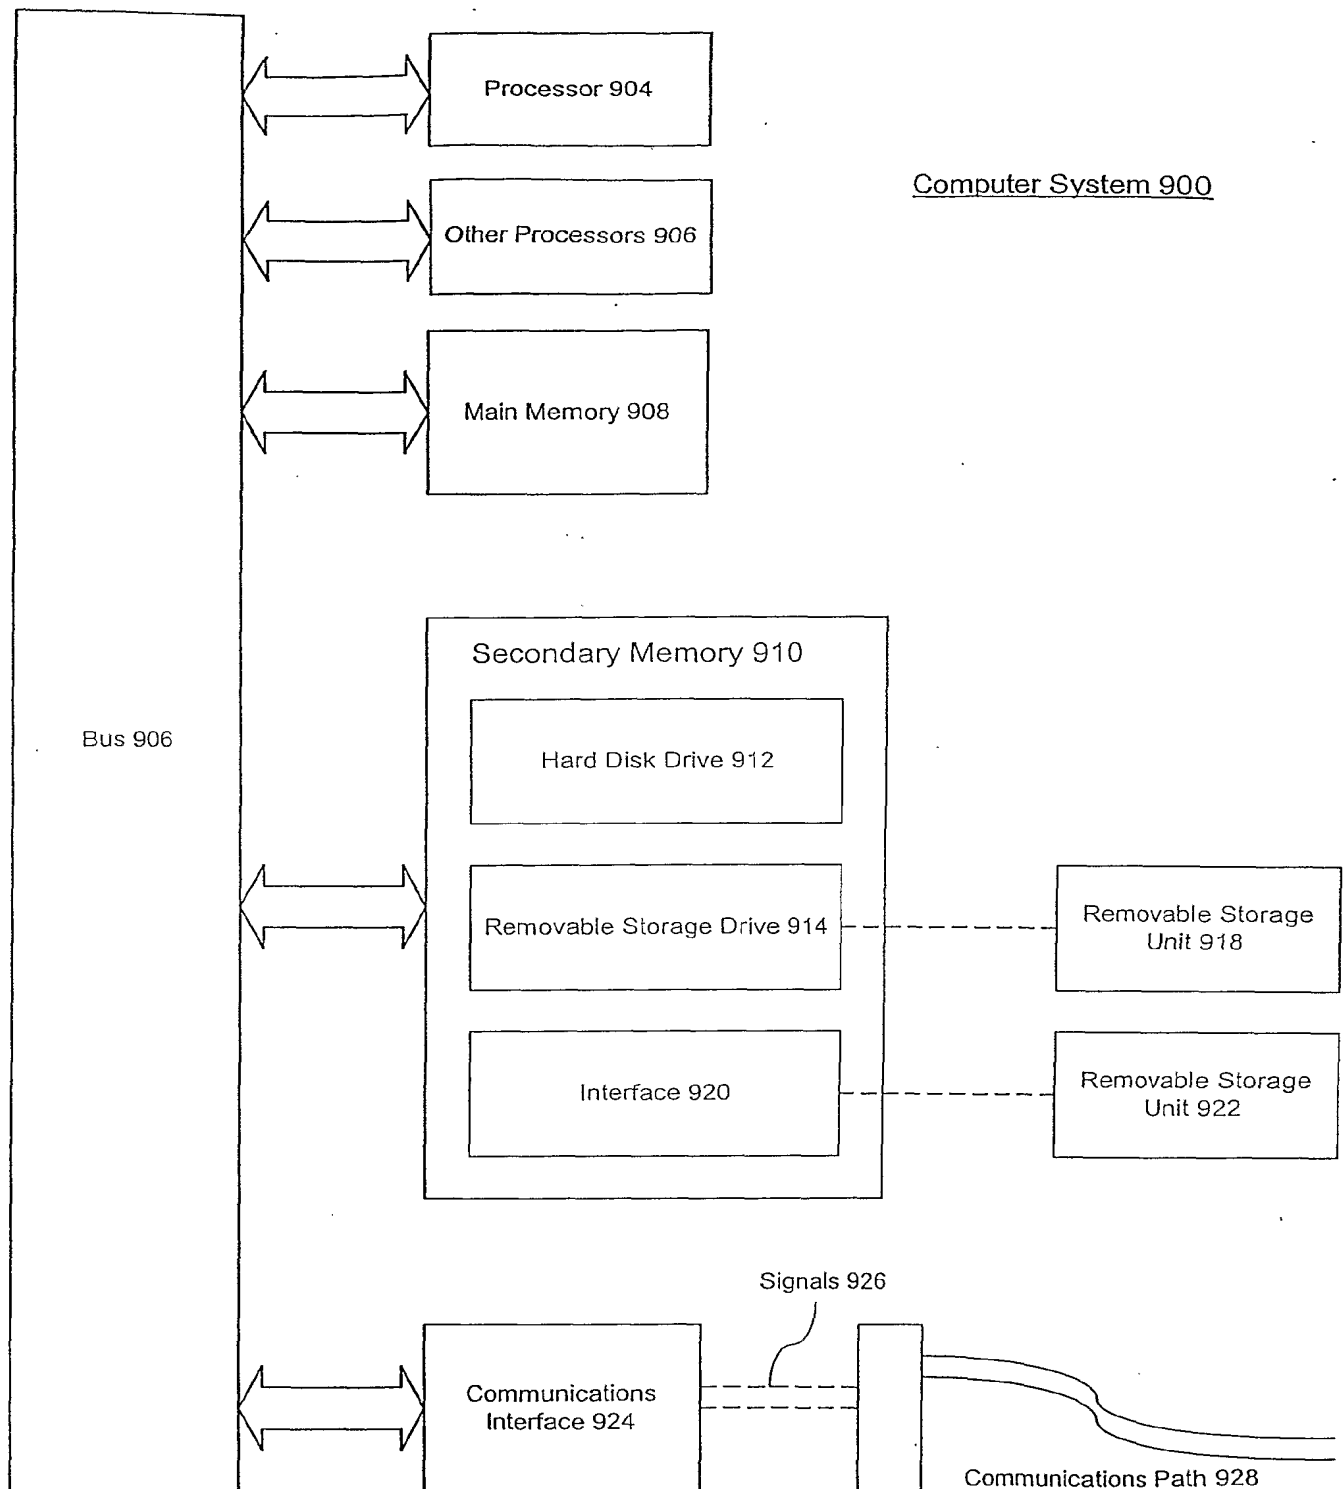 Processor 904
Computer System 900
Other Processors 906
Main Memory 908
Secondary Memory 910
Bus 906
Hard Disk Drive 912
Removable Storage Drive 914
Removable Storage
Unit 918
Interface 920
Removable Storage
Unit 922
Signals 926
Communications
Interface 924
Communications Path 928